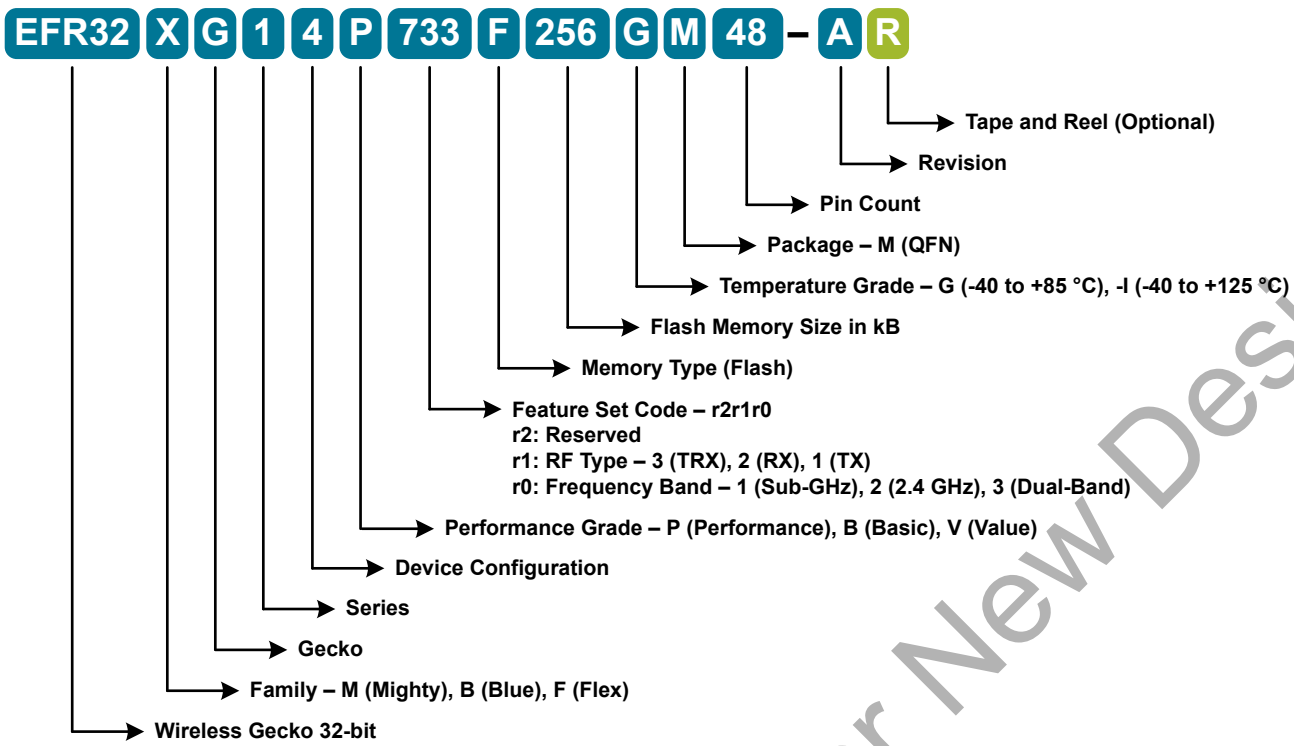 EFR32 X G 1 4 P 733 F 256 G M 48 – A R
Tape and Reel (Optional)
Revision
Pin Count
Package – M (QFN)
Temperature Grade – G (-40 to +85 °C), -I (-40 to +125 °C)
Flash Memory Size in kB
Memory Type (Flash)
Feature Set Code – r2r1r0
r2: Reserved
r1: RF Type – 3 (TRX), 2 (RX), 1 (TX)
r0: Frequency Band – 1 (Sub-GHz), 2 (2.4 GHz), 3 (Dual-Band)
Performance Grade – P (Performance), B (Basic), V (Value)
Device Configuration
Series
Gecko
Family – M (Mighty), B (Blue), F (Flex)
Wireless Gecko 32-bit
New